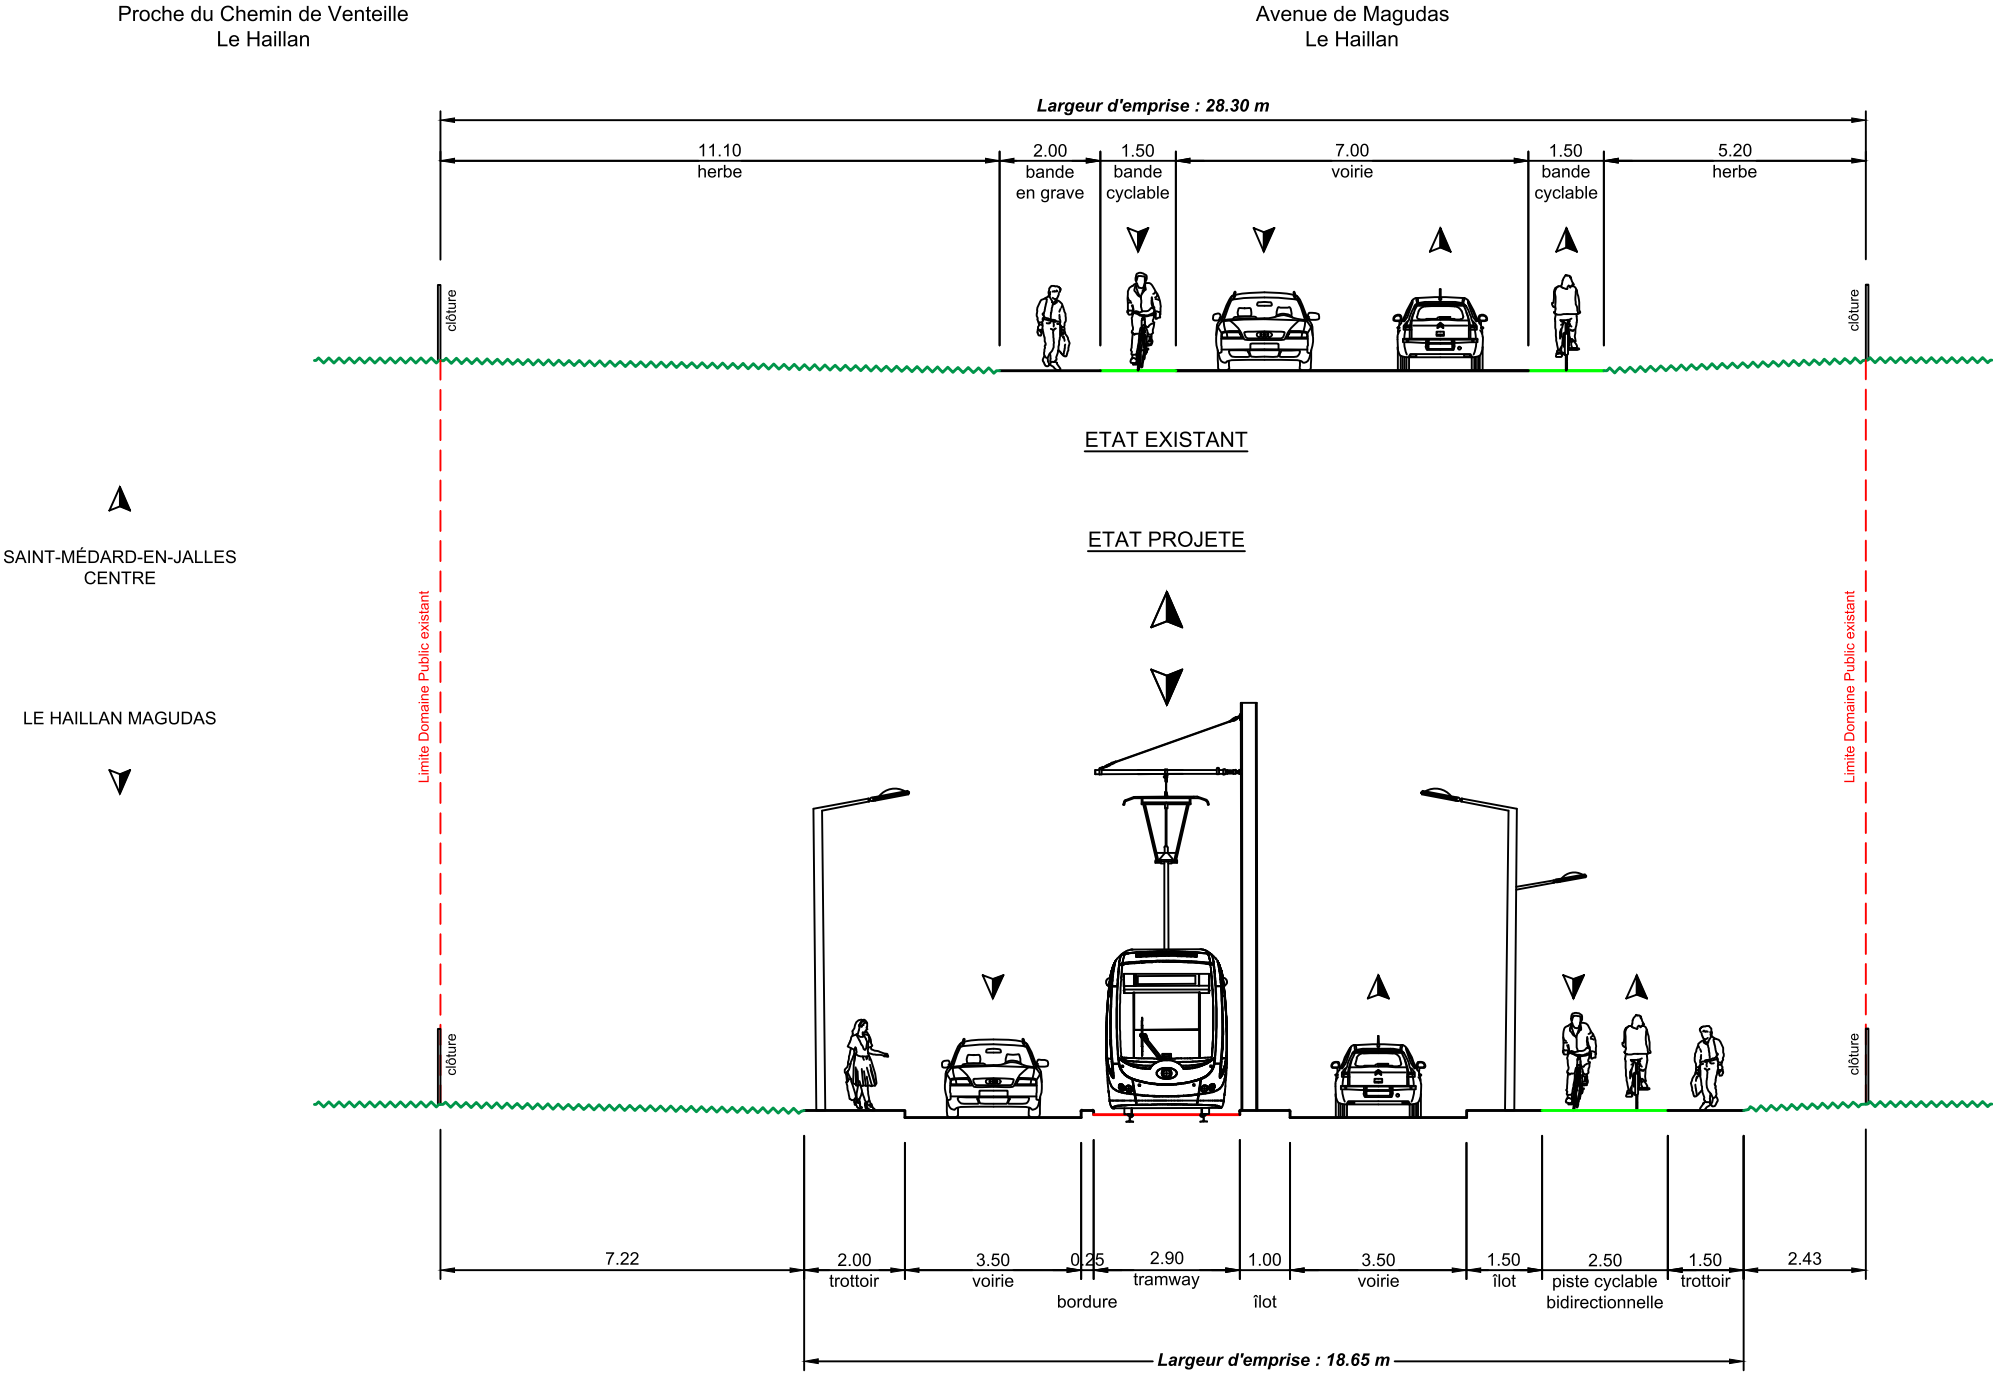 Proche du Chemin de Venteille
Le Haillan
Avenue de Magudas
Le Haillan
Largeur d'emprise : 28.30 m
11.10
herbe
2.00
bande
en grave
1.50
bande
cyclable
7.00
voirie
1.50
bande
cyclable
5.20
herbe
clôture
clôture
ETAT EXISTANT
ETAT PROJETE
SAINT-MÉDARD-EN-JALLES
CENTRE
LE HAILLAN MAGUDAS
Limite Domaine Public existant
Limite Domaine Public existant
clôture
clôture
7.22
2.00
trottoir
3.50
voirie
0.25
bordure
2.90
tramway
1.00
îlot
3.50
voirie
1.50
îlot
2.50
piste cyclable
bidirectionnelle
1.50
trottoir
2.43
Largeur d'emprise : 18.65 m